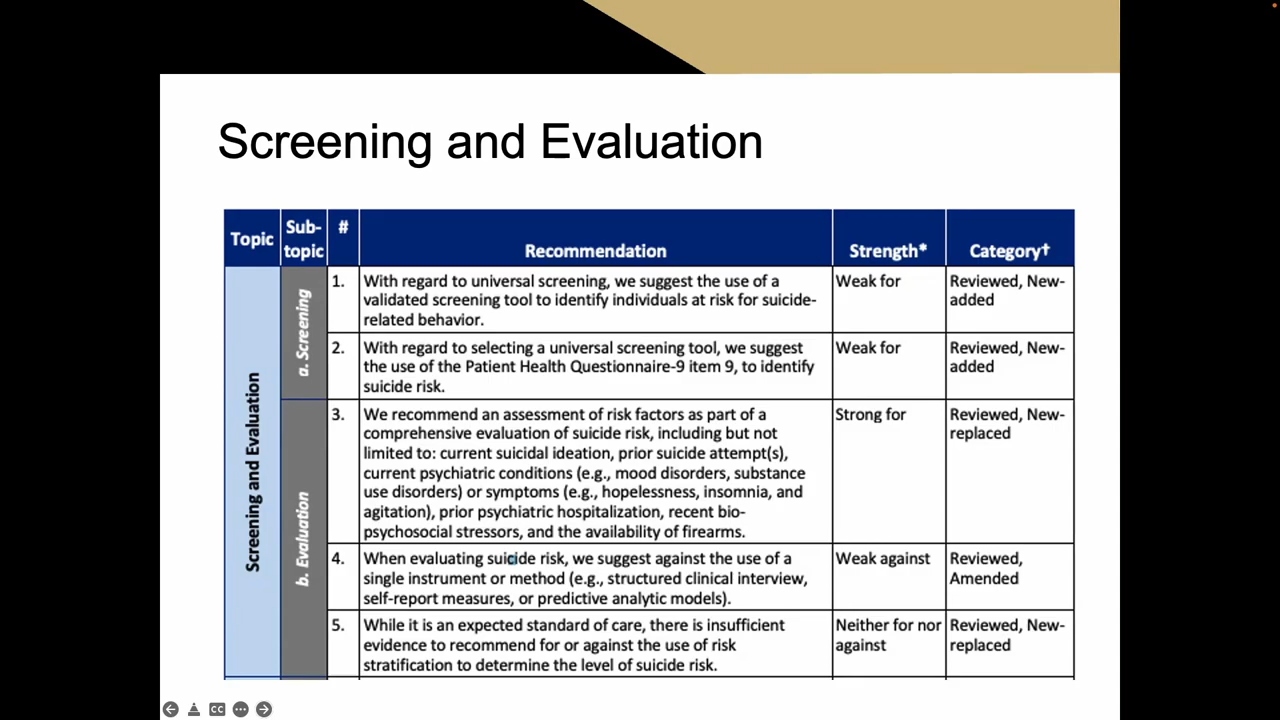 Screening and Evaluation
Topic
Sub-
topic
#
Recommendation
Strength*
Category†
Screening and Evaluation
a. Screening
1.
With regard to universal screening, we suggest the use of a
validated screening tool to identify individuals at risk for suicide-
related behavior.
Weak for
Reviewed, New-
added
2.
With regard to selecting a universal screening tool, we suggest
the use of the Patient Health Questionnaire-9 item 9, to identify
suicide risk.
Weak for
Reviewed, New-
added
b. Evaluation
3.
We recommend an assessment of risk factors as part of a
comprehensive evaluation of suicide risk, including but not
limited to: current suicidal ideation, prior suicide attempt(s),
current psychiatric conditions (e.g., mood disorders, substance
use disorders) or symptoms (e.g., hopelessness, insomnia, and
agitation), prior psychiatric hospitalization, recent bio-
psychosocial stressors, and the availability of firearms.
Strong for
Reviewed, New-
replaced
4.
When evaluating suicide risk, we suggest against the use of a
single instrument or method (e.g., structured clinical interview,
self-report measures, or predictive analytic models).
Weak against
Reviewed,
Amended
5.
While it is an expected standard of care, there is insufficient
evidence to recommend for or against the use of risk
stratification to determine the level of suicide risk.
Neither for nor
against
Reviewed, New-
replaced
CC